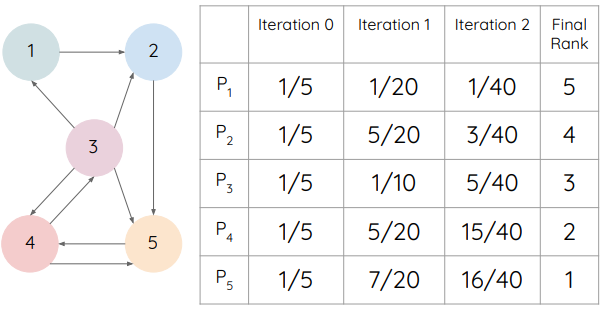 1
2
3
4
5
Iteration 0 Iteration 1 Iteration 2 Final Rank
P1 1/5 1/20 1/40 5
P2 1/5 5/20 3/40 4
P3 1/5 1/10 5/40 3
P4 1/5 5/20 15/40 2
P5 1/5 7/20 16/40 1